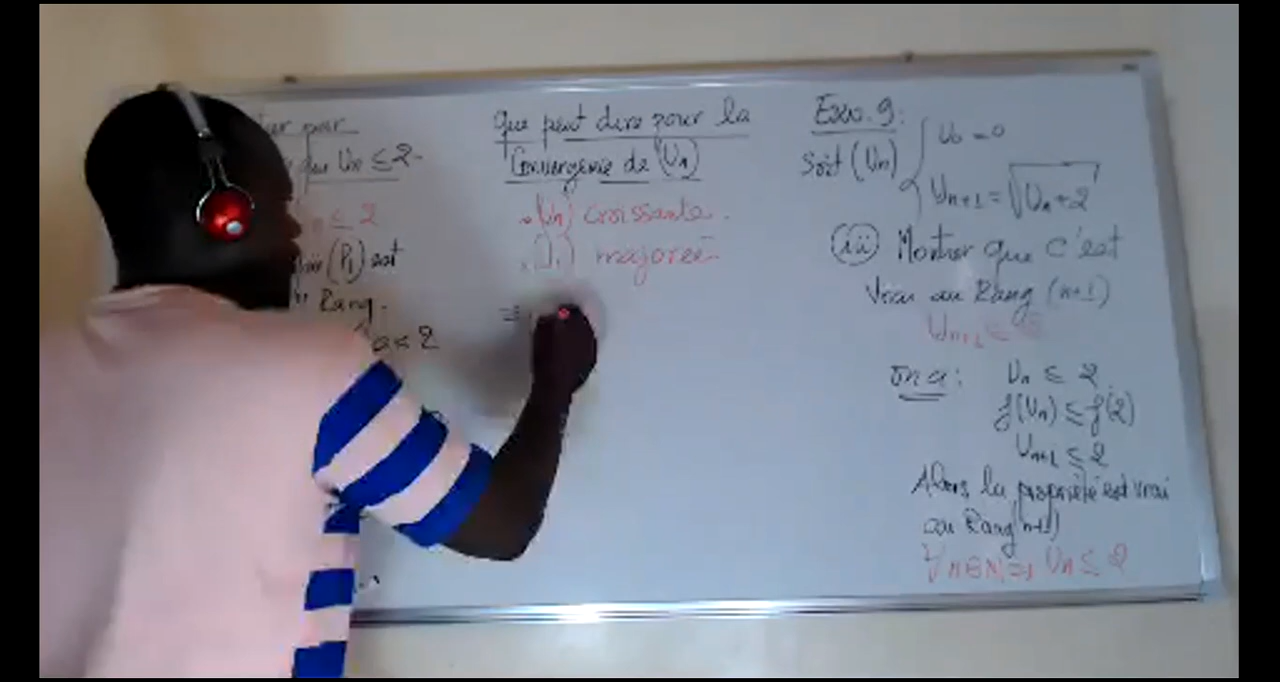 par
que Un ≤ 2.
n ≤ 2
(P1) est
Rang.
a < 2
que peut dire pour la
Convergence de (Un)
. (Un) croissante.
. (Un) majorée
⇒
Exo.9:
Soit (Un) { U0 = 0
Un+1 = √Un+2
(ii) Montrer que c'est
Vrai au Rang (n+1)
Un+1 ≤
on a: Un ≤ 2
f(Un) ≤ f(2)
Un+1 ≤ 2
Alors la propriété est vrai
au Rang n+1)
∀n∈N ⇒ Un ≤ 2